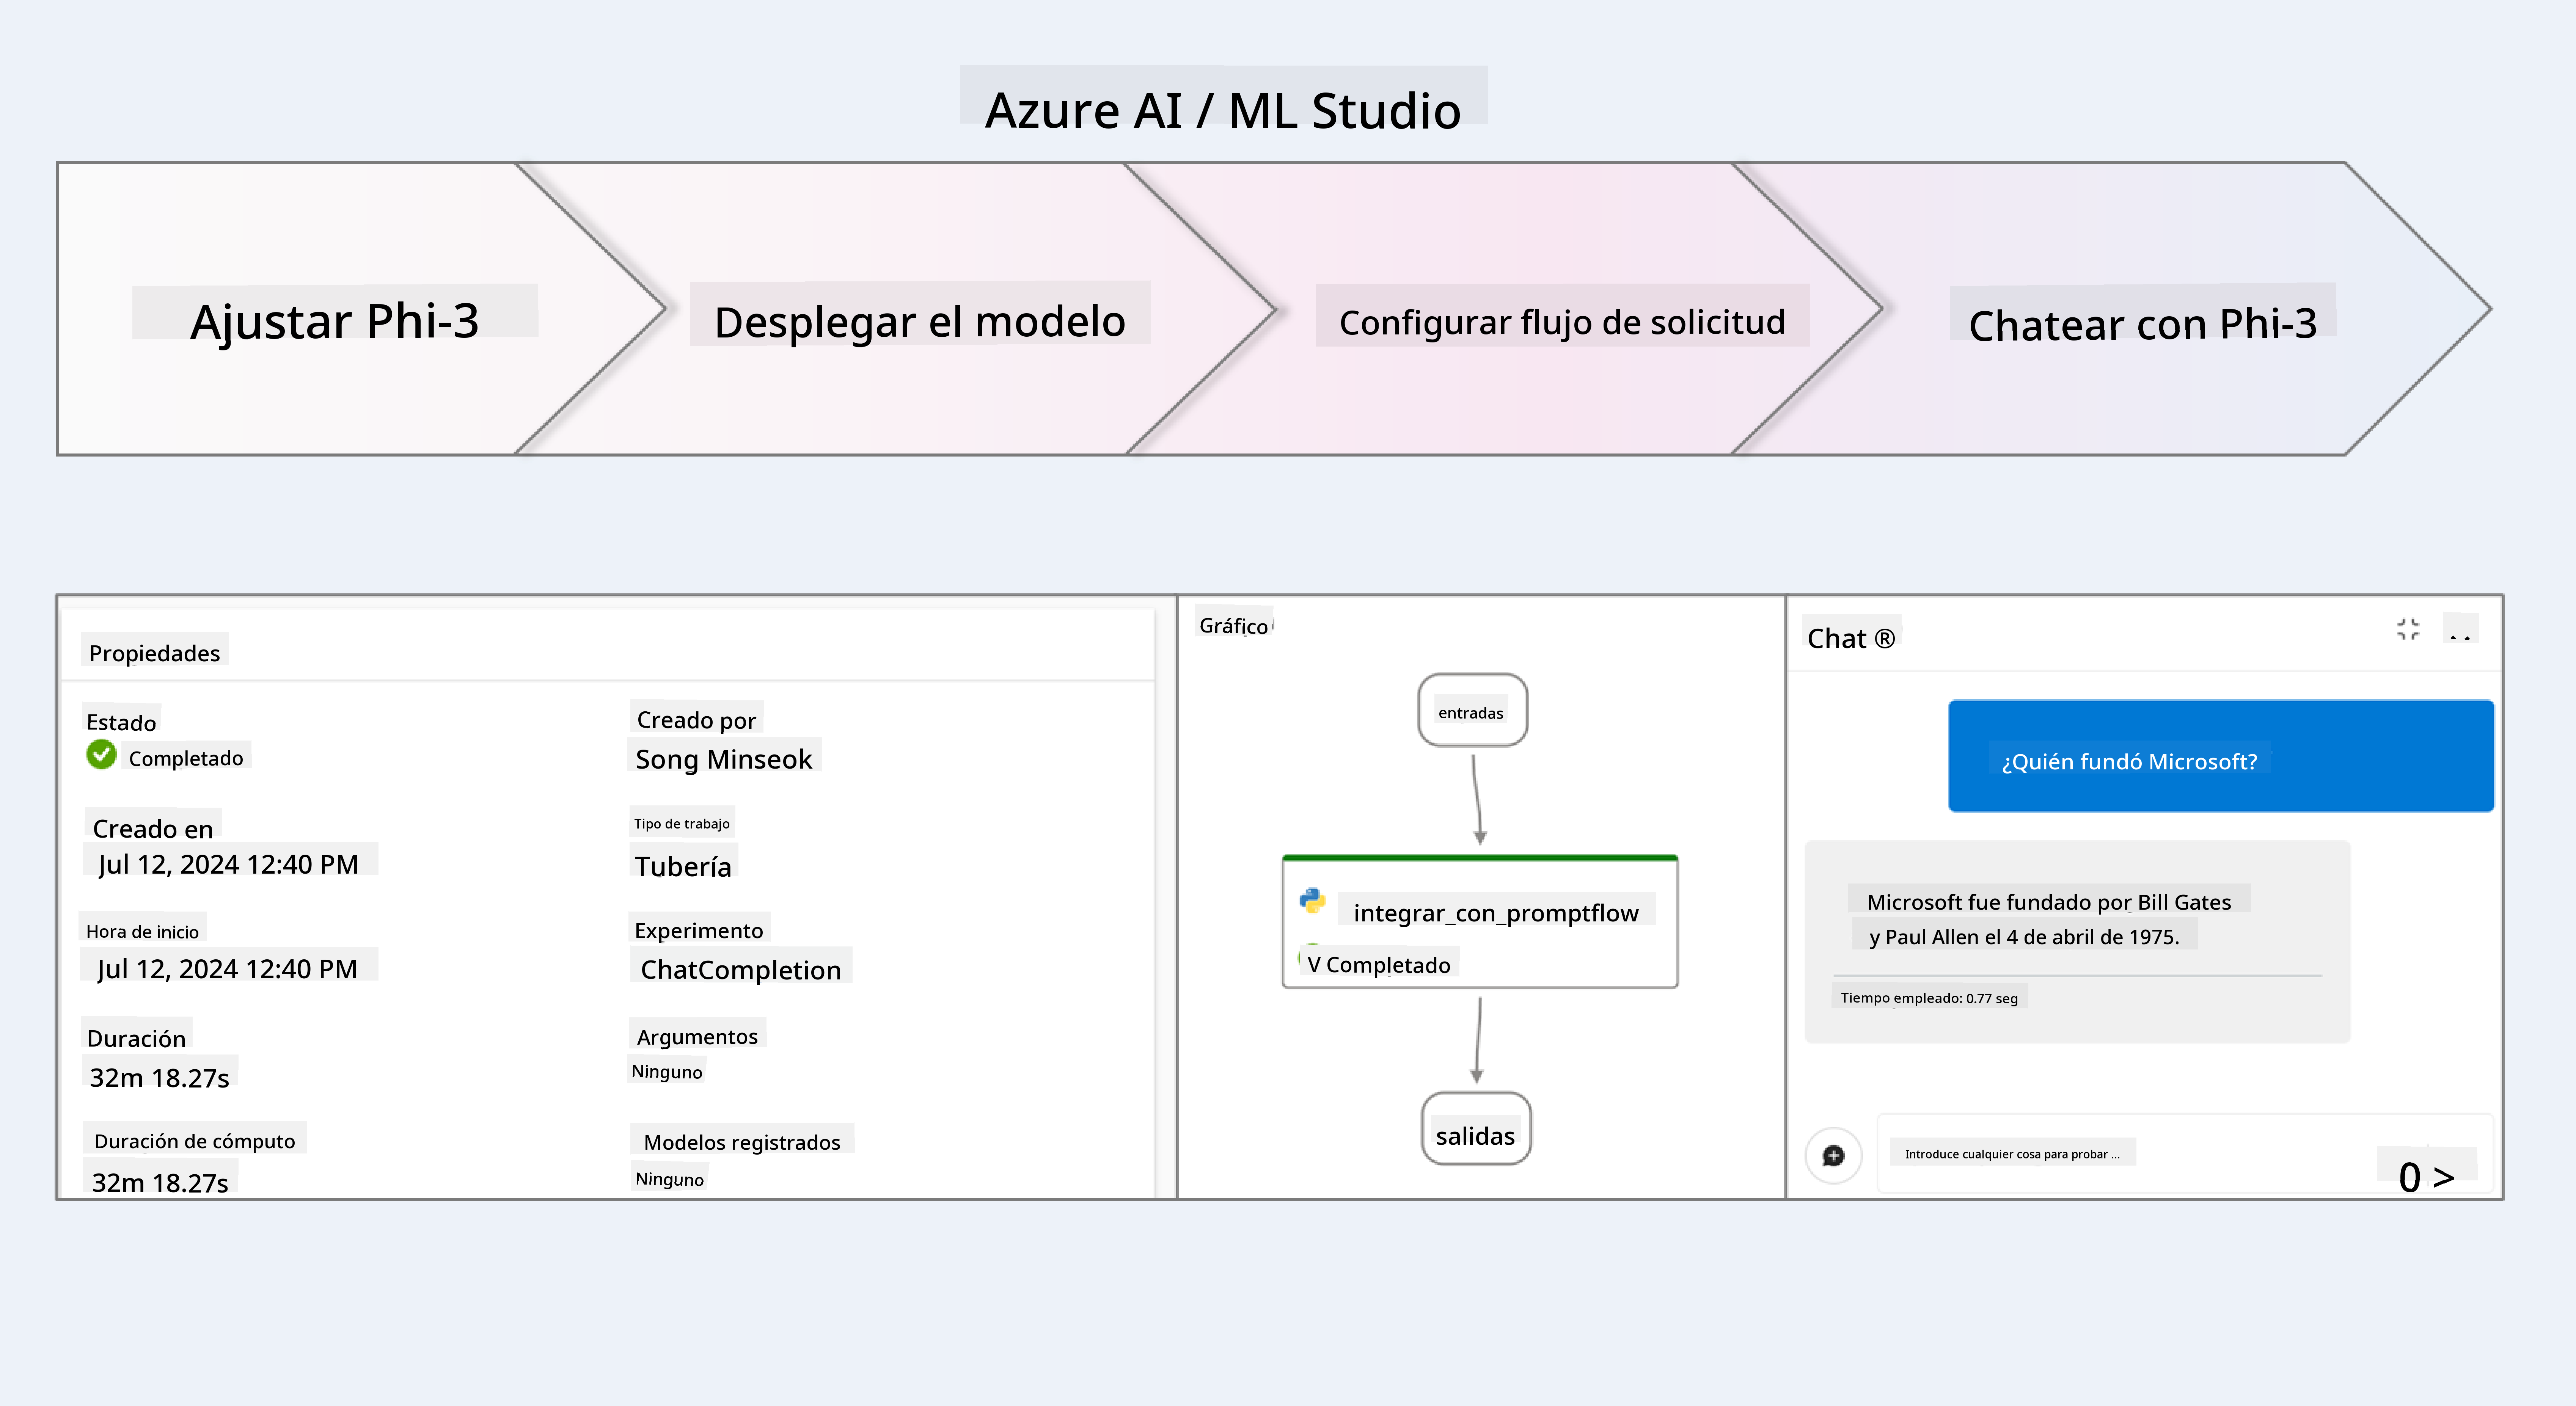 Azure AI / ML Studio
Ajustar Phi-3
Desplegar el modelo
Configurar flujo de solicitud
Chatear con Phi-3
Propiedades
Estado
Completado
Creado en
Jul 12, 2024 12:40 PM
Hora de inicio
Jul 12, 2024 12:40 PM
Duración
32m 18.27s
Duración de cómputo
32m 18.27s
Creado por
Song Minseok
Tipo de trabajo
Tubería
Experimento
ChatCompletion
Argumentos
Ninguno
Modelos registrados
Ninguno
Gráfico
entradas
integrar_con_promptflow
V Completado
salidas
Chat ®
..
¿Quién fundó Microsoft?
Microsoft fue fundado por Bill Gates
y Paul Allen el 4 de abril de 1975.
Tiempo empleado: 0.77 seg
Introduce cualquier cosa para probar ...
0 >